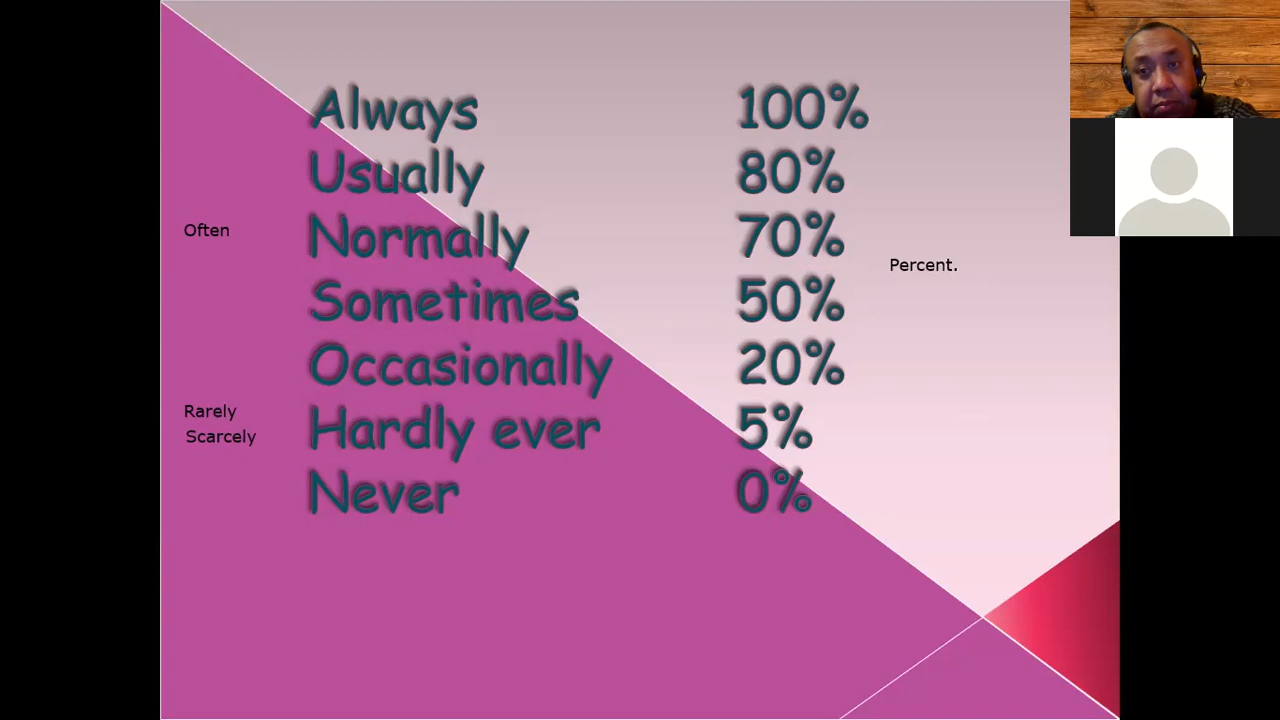 Always 100%
Usually 80%
Often
Normally 70%
Percent.
Sometimes 50%
Occasionally 20%
Rarely
Hardly ever 5%
Scarcely
Never 0%